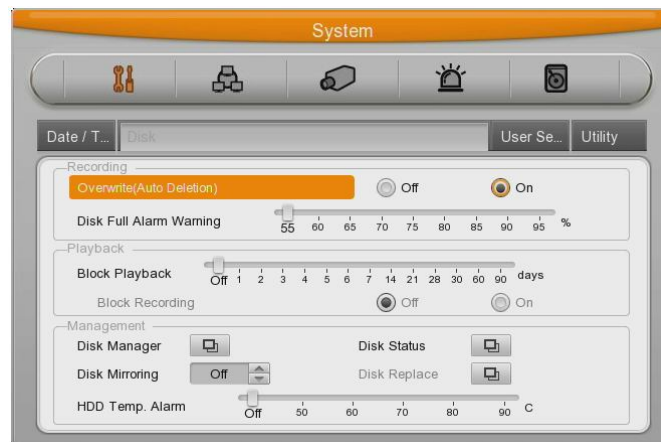 System
Date / T... Disk User Se... Utility
Recording
Overwrite(Auto Deletion) Off On
Disk Full Alarm Warning 55 60 65 70 75 80 85 90 95 %
Playback
Block Playback Off 1 2 3 4 5 6 7 14 21 28 30 60 90 days
Block Recording Off On
Management
Disk Manager Disk Status
Disk Mirroring Off Disk Replace
HDD Temp. Alarm Off 50 60 70 80 90 C